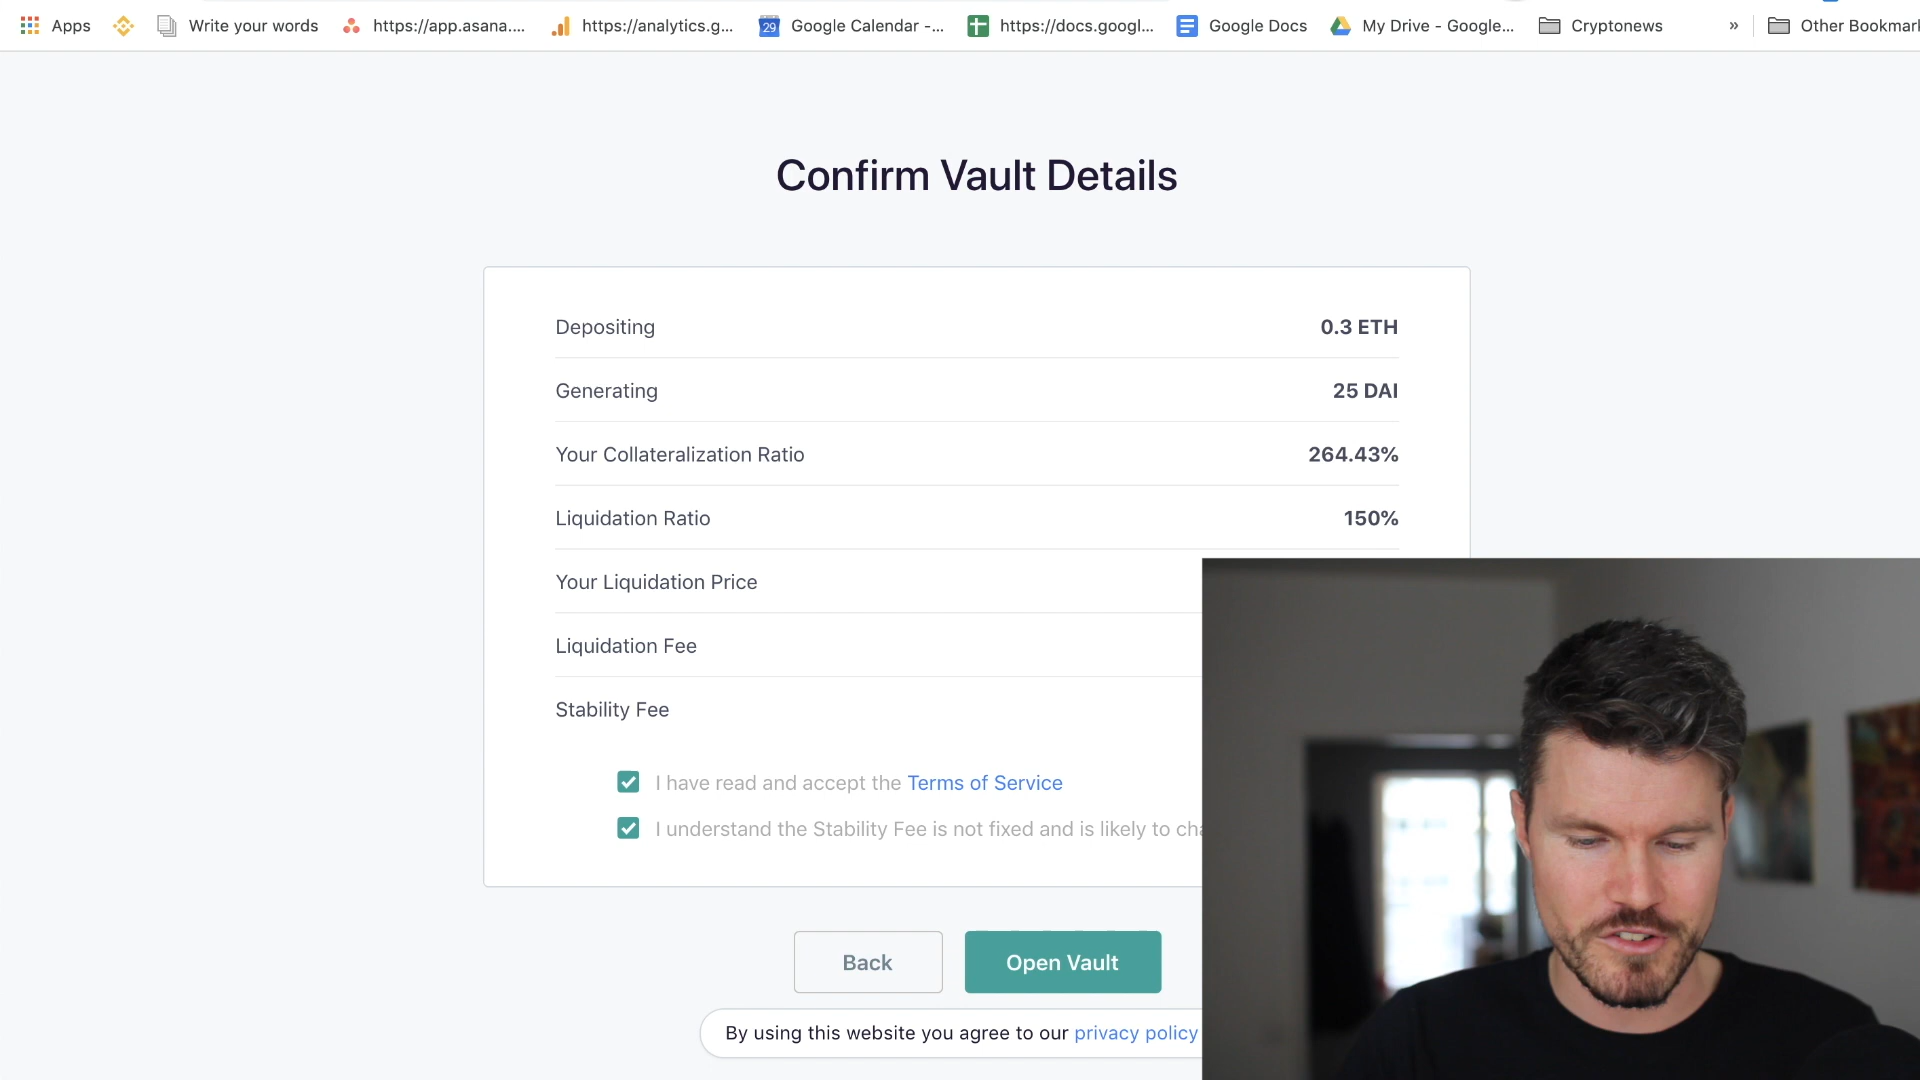 Apps Write your words https://app.asana.... https://analytics.g... 29 Google Calendar -... https://docs.googl... Google Docs My Drive - Google... Cryptonews » Other Bookmark
Confirm Vault Details
Depositing 0.3 ETH
Generating 25 DAI
Your Collateralization Ratio 264.43%
Liquidation Ratio 150%
Your Liquidation Price
Liquidation Fee
Stability Fee
I have read and accept the Terms of Service
I understand the Stability Fee is not fixed and is likely to cha
Back Open Vault
By using this website you agree to our privacy policy